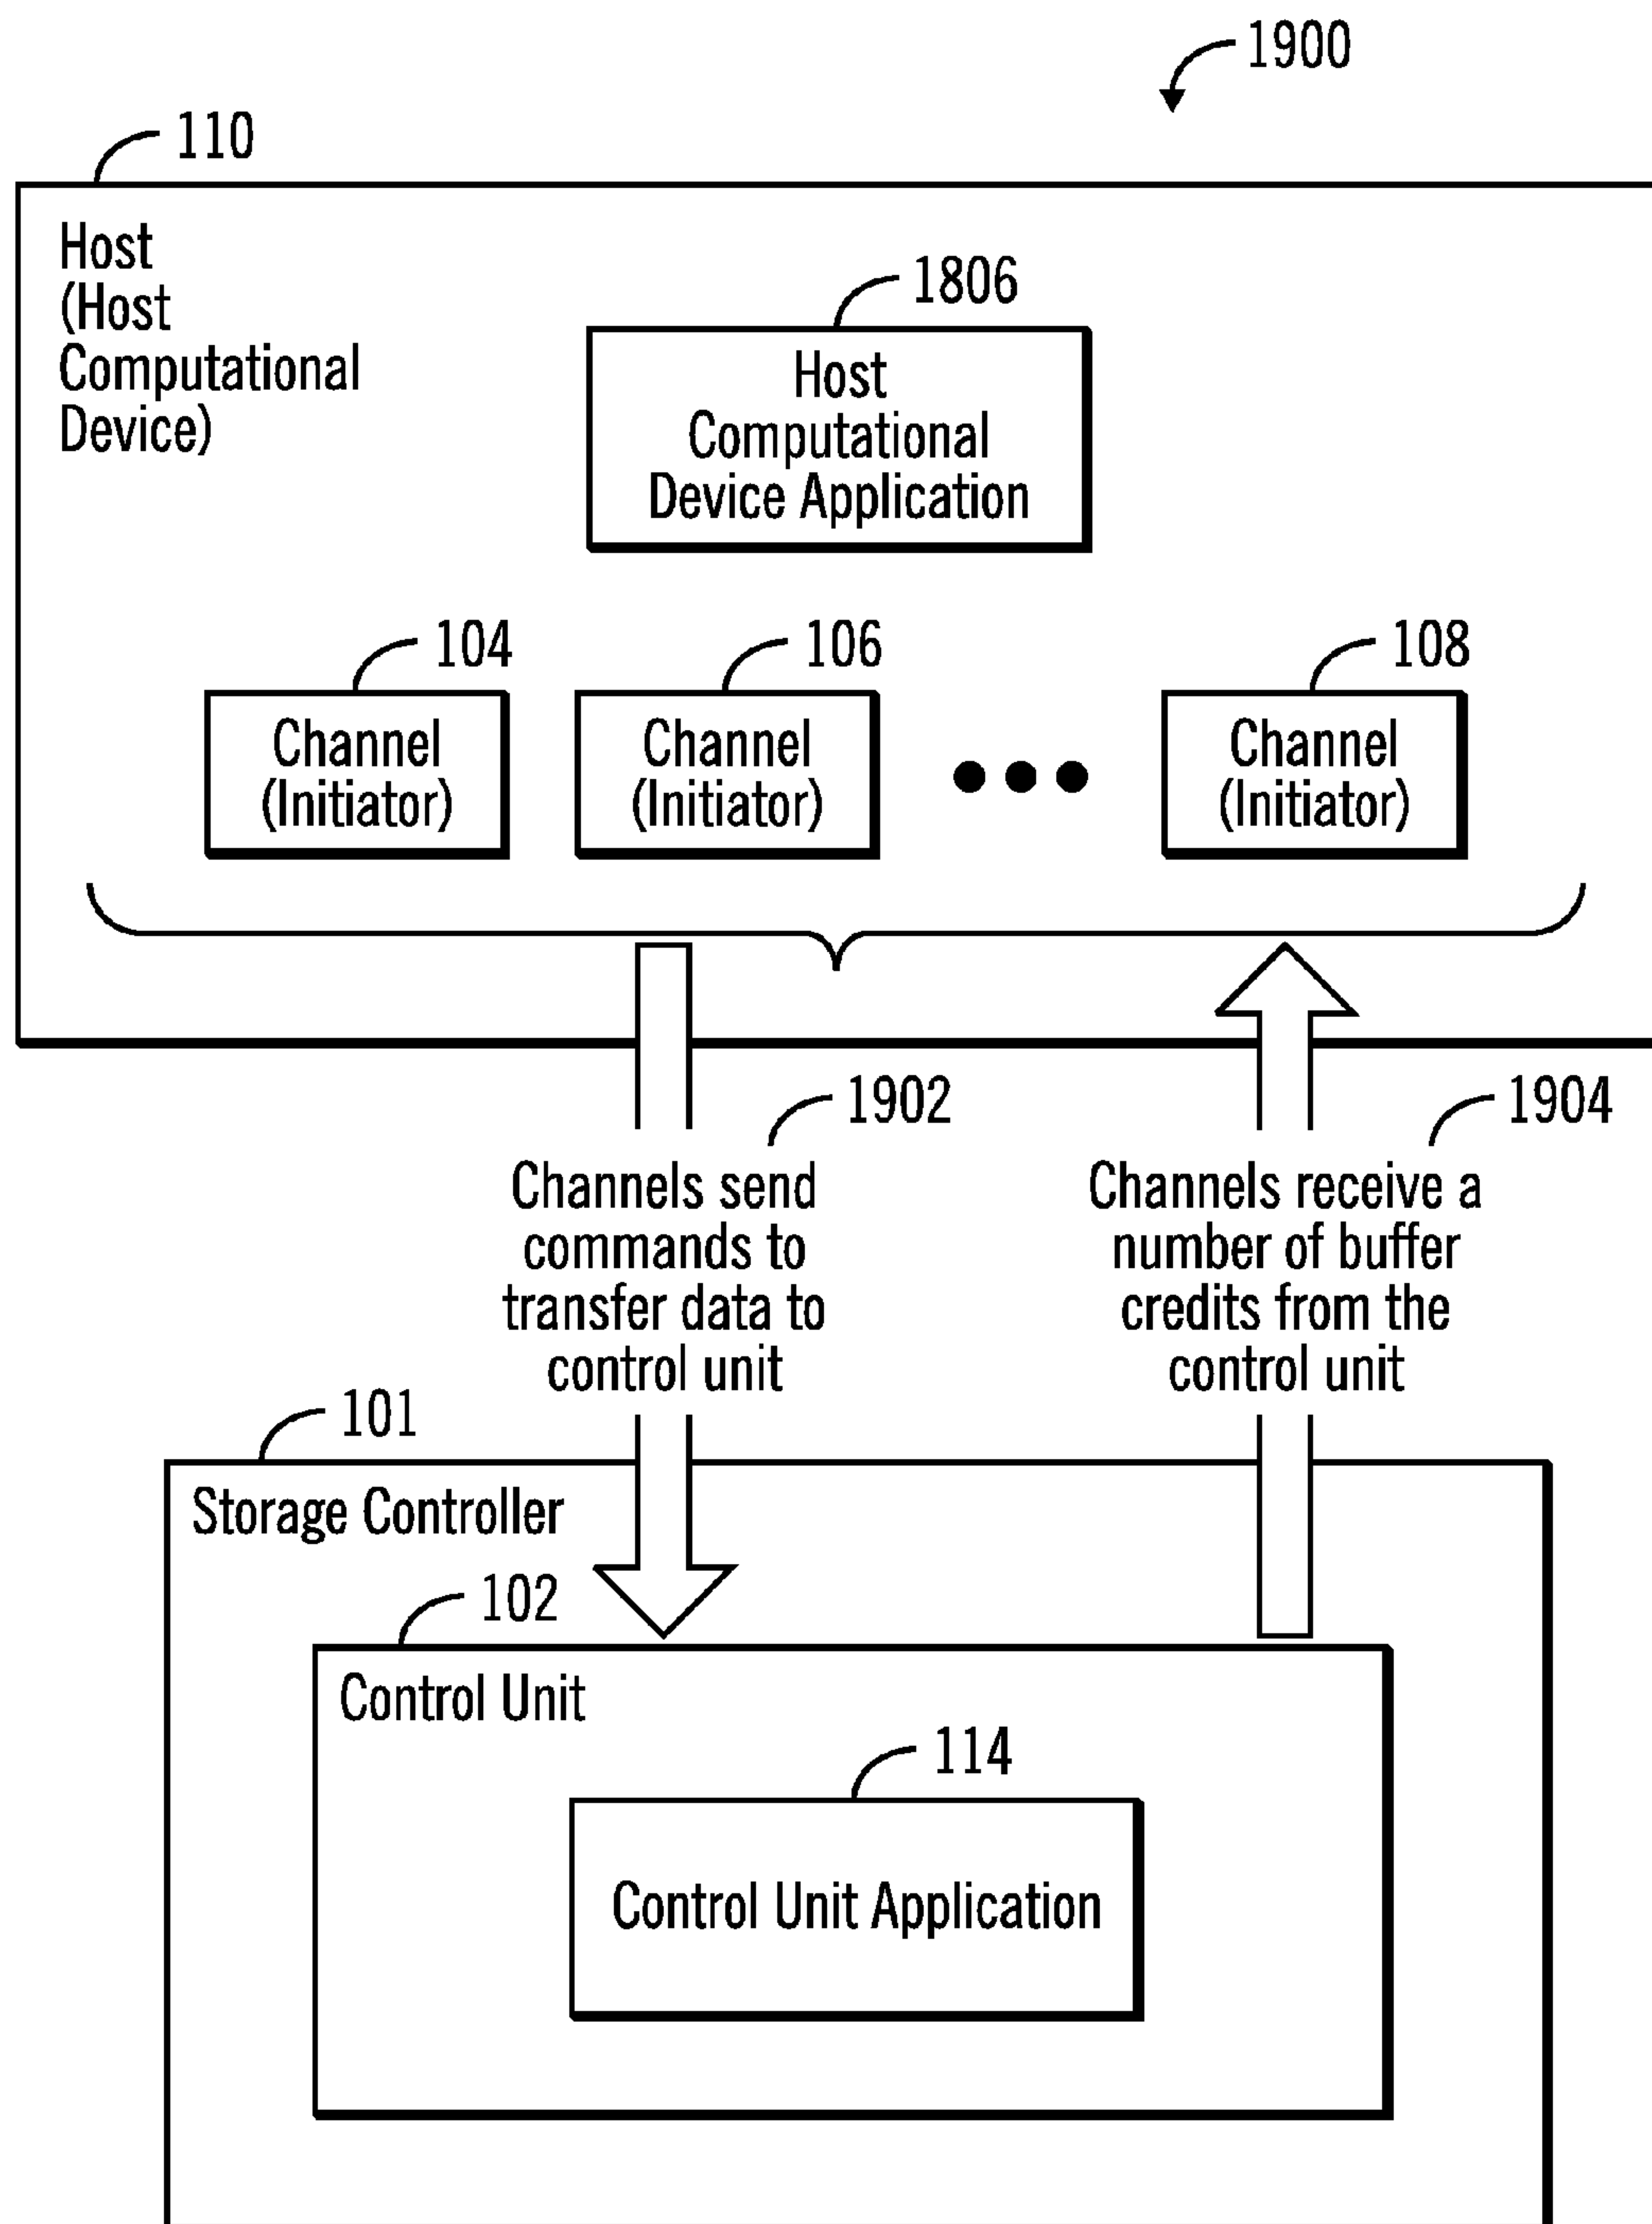 1900
110
Host
(Host
Computational
Device)
1806
Host
Computational
Device Application
104
Channel
(Initiator)
106
Channel
(Initiator)
108
Channel
(Initiator)
1902
Channels send
commands to
transfer data to
control unit
1904
Channels receive a
number of buffer
credits from the
control unit
101
Storage Controller
102
Control Unit
114
Control Unit Application